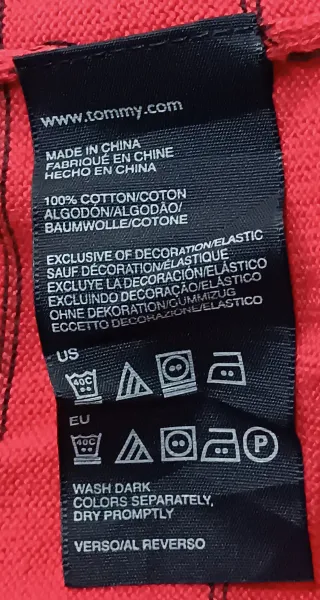 www.tommy.com
MADE IN CHINA
FABRIQUÉ EN CHINE
HECHO EN CHINA
100% COTTON/COTON
ALGODÓN/ALGODÃO/
BAUMWOLLE/COTONE
EXCLUSIVE OF DECORATION/ELASTIC
SAUF DÉCORATION/ÉLASTIQUE
EXCLUYE LA DECORACIÓN/ELÁSTICO
EXCLUINDO DECORAÇÃO/ELÁSTICO
OHNE DEKORATION/GUMMIZUG
ECCETTO DECORAZIONE/ELASTICO
US
40C
EU
40C P
WASH DARK
COLORS SEPARATELY,
DRY PROMPTLY
VERSO/AL REVERSO